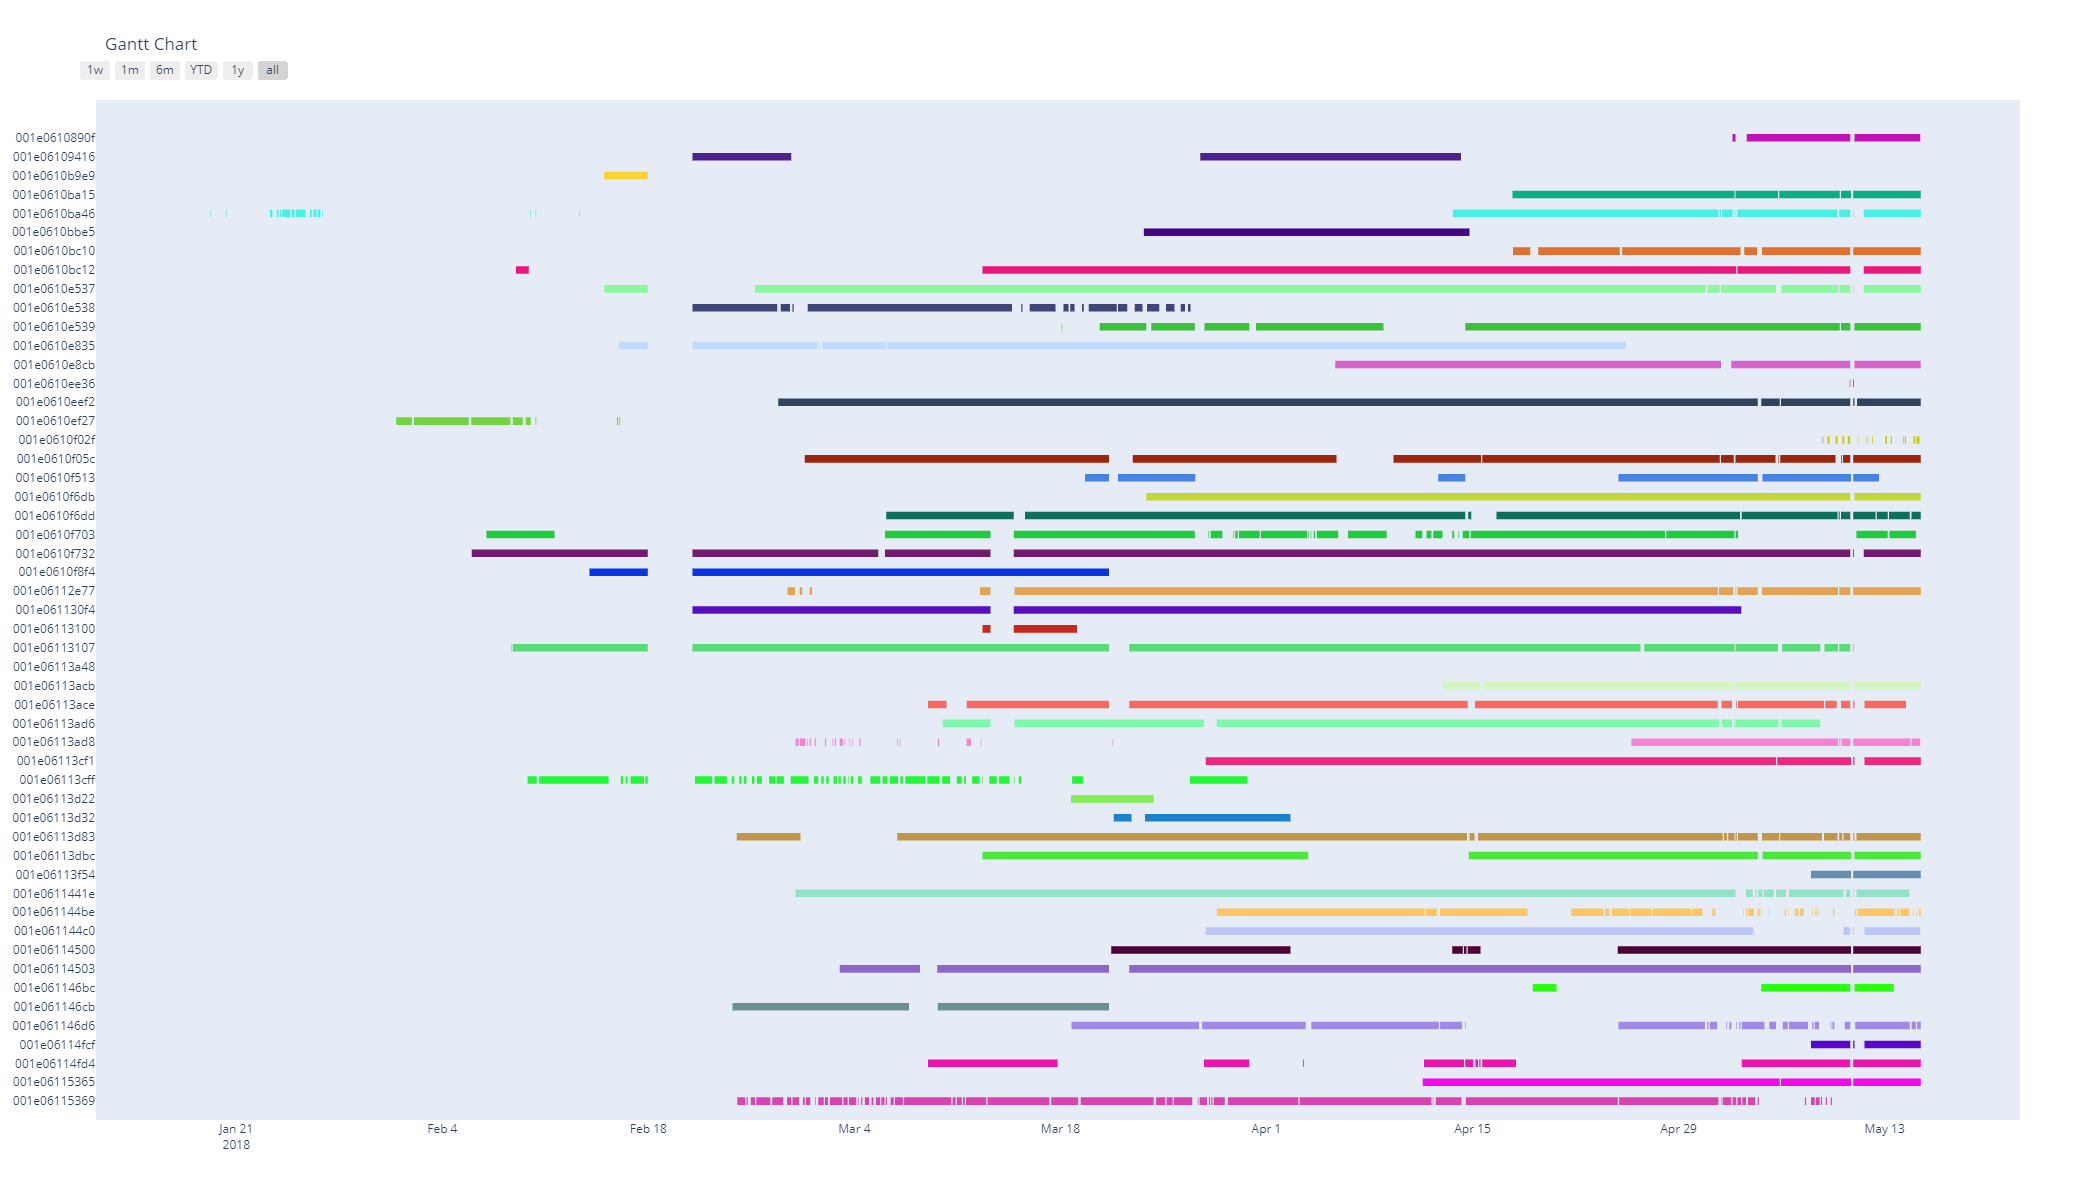 Gantt Chart
1w 1m 6m YTD 1y all
001e0610890f
001e06109416
001e0610b9e9
001e0610ba15
001e0610ba46
001e0610bbe5
001e0610bc10
001e0610bc12
001e0610e537
001e0610e538
001e0610e539
001e0610e835
001e0610e8cb
001e0610ee36
001e0610eef2
001e0610ef27
001e0610f02f
001e0610f05c
001e0610f513
001e0610f6db
001e0610f6dd
001e0610f703
001e0610f732
001e0610f8f4
001e06112e77
001e061130f4
001e06113100
001e06113107
001e06113a48
001e06113acb
001e06113ace
001e06113ad6
001e06113ad8
001e06113cf1
001e06113cff
001e06113d22
001e06113d32
001e06113d83
001e06113dbc
001e06113f54
001e0611441e
001e061144be
001e061144c0
001e06114500
001e06114503
001e061146bc
001e061146cb
001e061146d6
001e06114fcf
001e06114fd4
001e06115365
001e06115369
Jan 21 Feb 4 Feb 18 Mar 4 Mar 18 Apr 1 Apr 15 Apr 29 May 13
2018